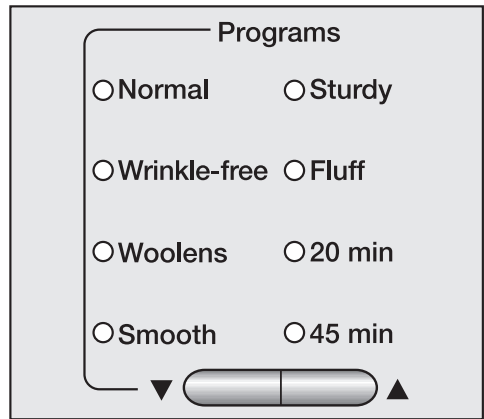 Programs
Normal Sturdy
Wrinkle-free Fluff
Woolens 20 min
Smooth 45 min